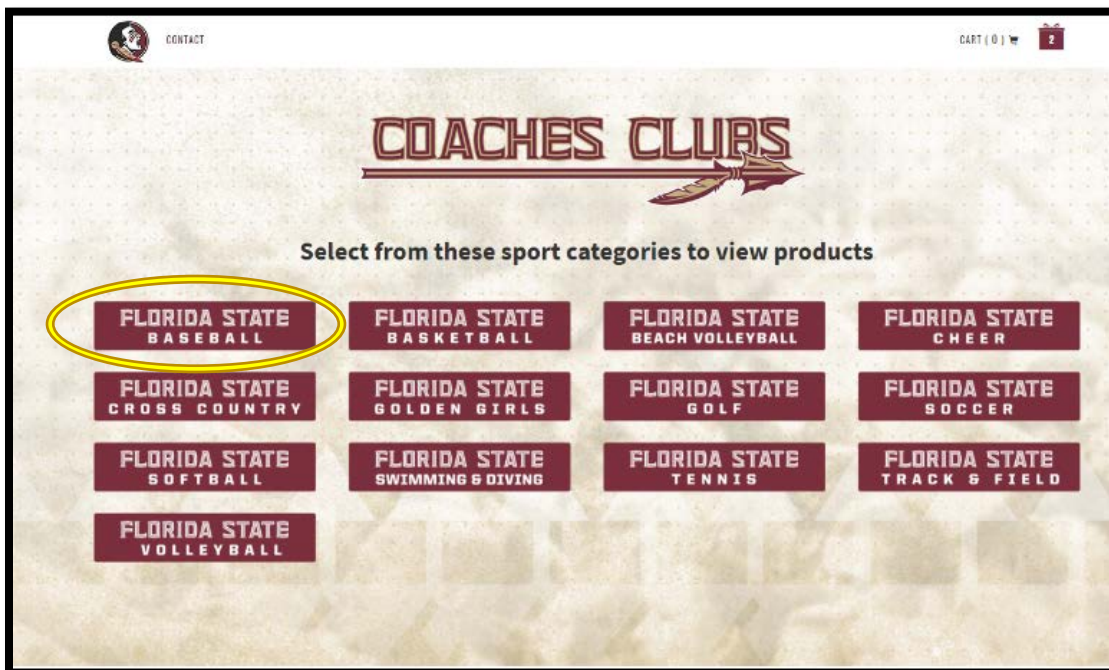 CONTACT
CART ( 0 )
2
COACHES CLUBS
Select from these sport categories to view products
FLORIDA STATE
BASEBALL
FLORIDA STATE
BASKETBALL
FLORIDA STATE
BEACH VOLLEYBALL
FLORIDA STATE
CHEER
FLORIDA STATE
CROSS COUNTRY
FLORIDA STATE
GOLDEN GIRLS
FLORIDA STATE
GOLF
FLORIDA STATE
SOCCER
FLORIDA STATE
SOFTBALL
FLORIDA STATE
SWIMMING & DIVING
FLORIDA STATE
TENNIS
FLORIDA STATE
TRACK & FIELD
FLORIDA STATE
VOLLEYBALL